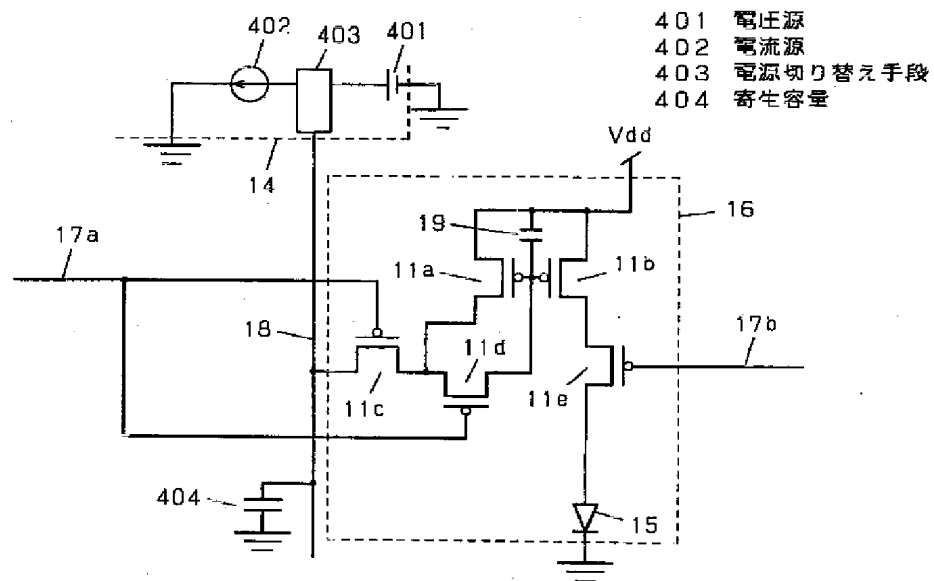 401 電圧源
402 電流源
403 電源切り替え手段
404 寄生容量
402
403
401
14
Vdd
16
19
17a
11a
11b
18
11d
17b
11c
11e
404
15